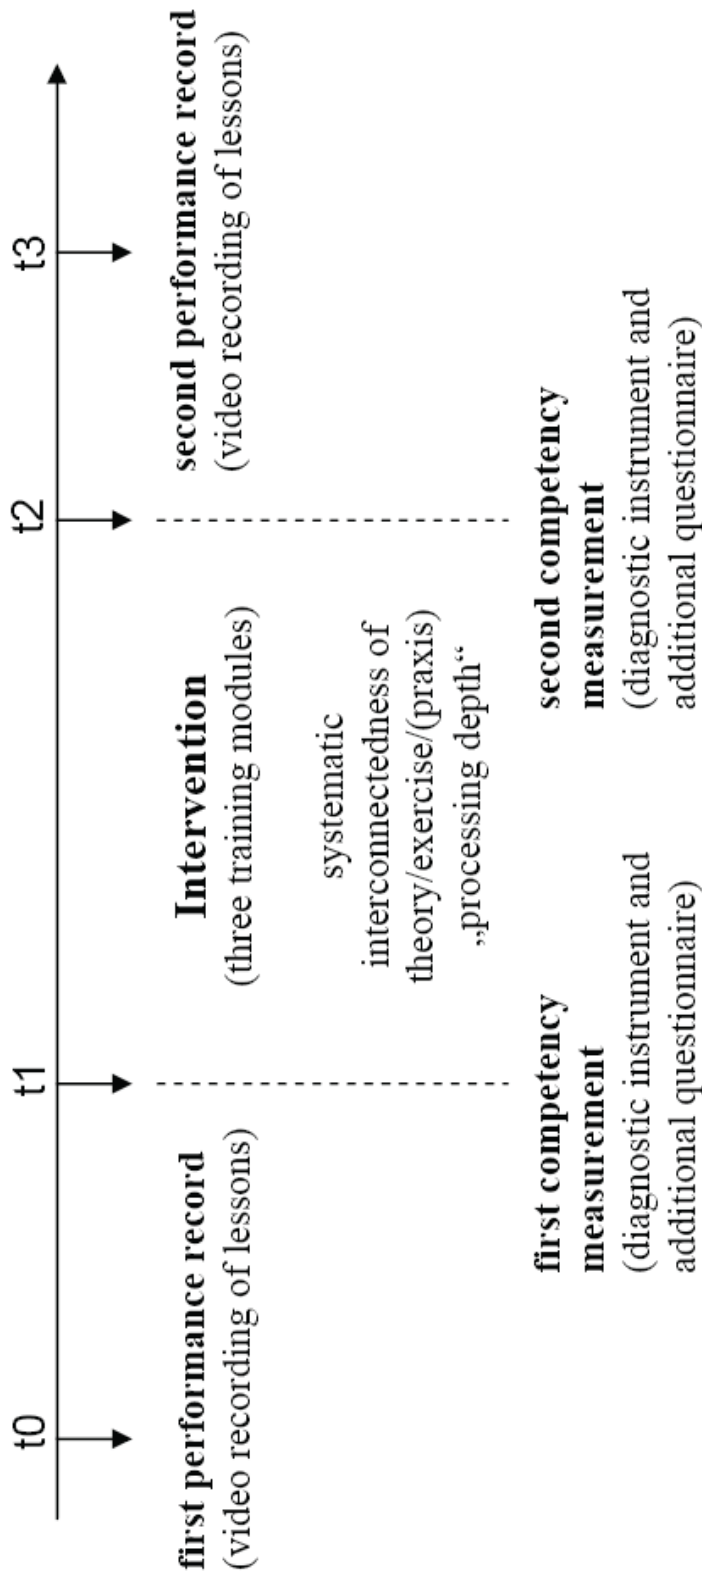 t0
t1
t2
t3
first performance record
(video recording of lessons)
Intervention
(three training modules)
systematic
interconnectedness of
theory/exercise/(praxis)
„processing depth“
second performance record
(video recording of lessons)
first competency
measurement
(diagnostic instrument and
additional questionnaire)
second competency
measurement
(diagnostic instrument and
additional questionnaire)